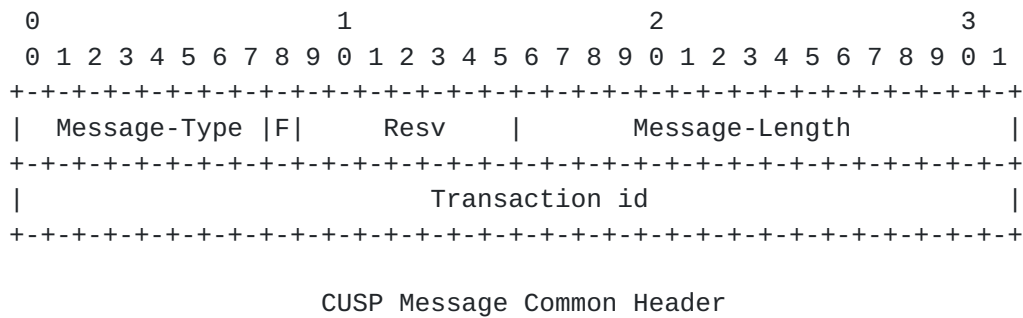 0                   1                   2                   3
 0 1 2 3 4 5 6 7 8 9 0 1 2 3 4 5 6 7 8 9 0 1 2 3 4 5 6 7 8 9 0 1
+-+-+-+-+-+-+-+-+-+-+-+-+-+-+-+-+-+-+-+-+-+-+-+-+-+-+-+-+-+-+-+-+
|  Message-Type |F|     Resv    |       Message-Length          |
+-+-+-+-+-+-+-+-+-+-+-+-+-+-+-+-+-+-+-+-+-+-+-+-+-+-+-+-+-+-+-+-+
|                          Transaction id                       |
+-+-+-+-+-+-+-+-+-+-+-+-+-+-+-+-+-+-+-+-+-+-+-+-+-+-+-+-+-+-+-+-+
                    CUSP Message Common Header